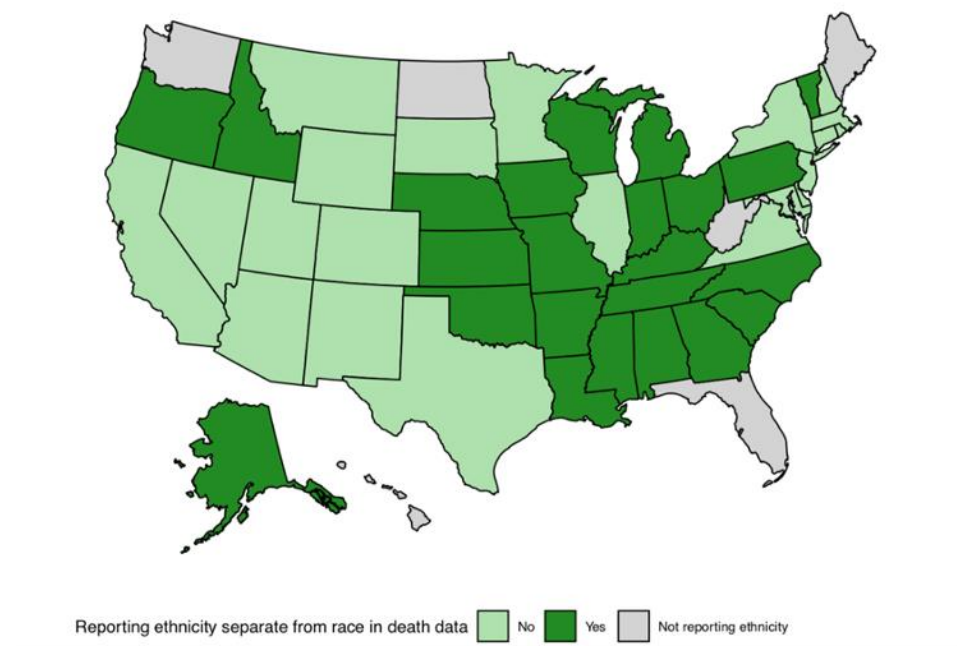 Reporting ethnicity separate from race in death data No Yes Not reporting ethnicity